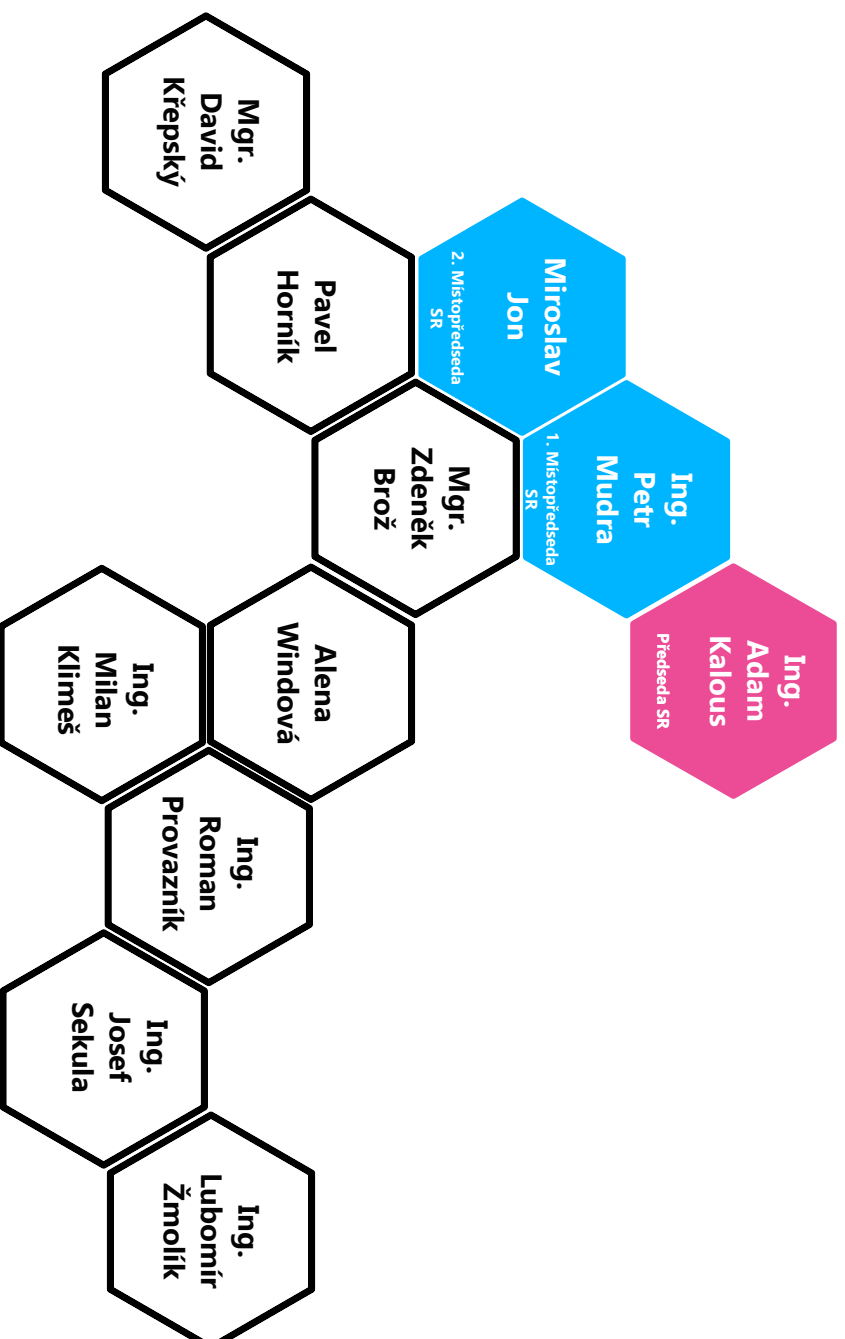 Ing.
Adam
Kalous
Předseda SR
Ing.
Petr
Mudra
1. Místopředseda
SR
Miroslav
Jon
2. Místopředseda
SR
Mgr.
Zdeněk
Brož
Pavel
Horník
Alena
Windová
Mgr.
David
Křepský
Ing.
Roman
Provazník
Ing.
Lubomír
Žmolík
Ing.
Milan
Klimeš
Ing.
Josef
Sekula